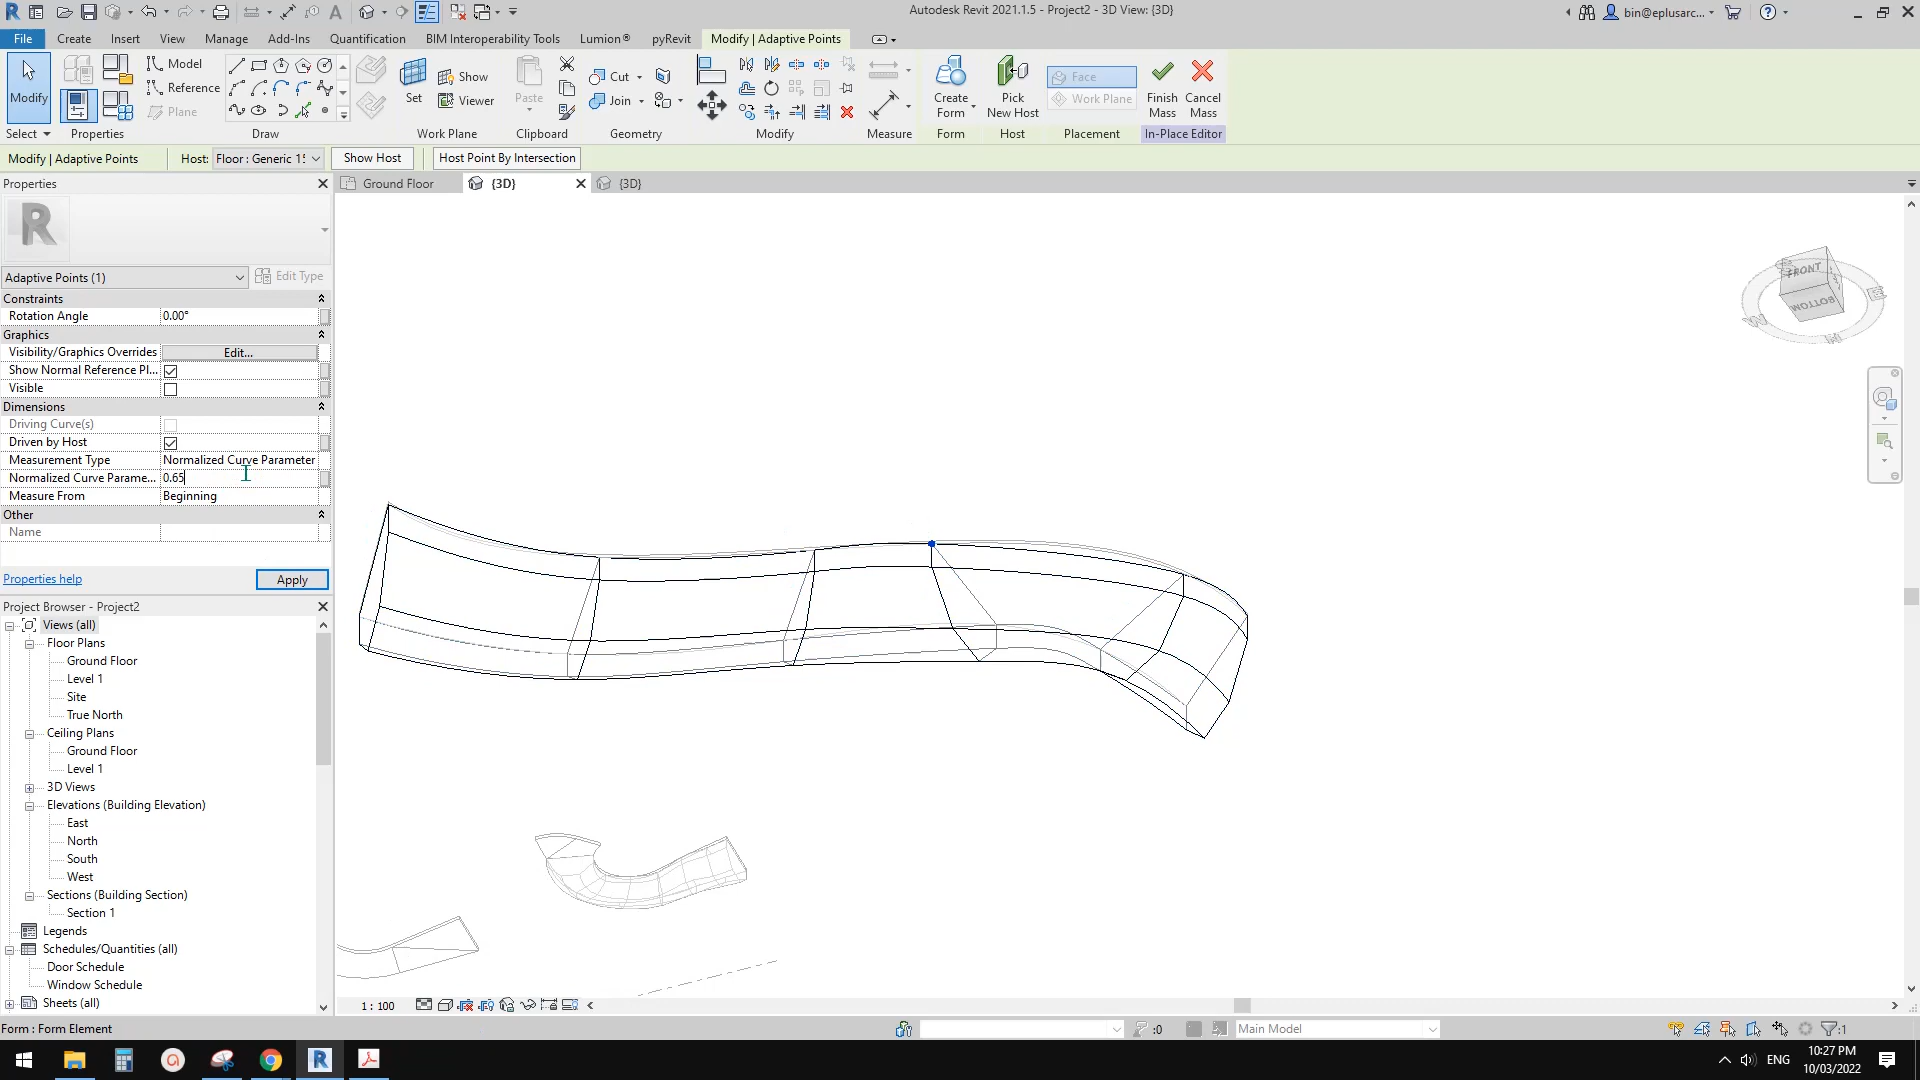 Autodesk Revit 2021.1.5 - Project2 - 3D View: {3D}
bin@eplusarc...
File Create Insert View Manage Add-Ins Quantification BIM Interoperability Tools Lumion® pyRevit Modify | Adaptive Points
Modify
Model
Reference
Plane
Set
Show
Viewer
Paste
Cut
Join
Create
Form
Pick
New Host
Face
Work Plane
Finish
Mass
Cancel
Mass
Select Properties Draw Work Plane Clipboard Geometry Modify Measure Form Host Placement In-Place Editor
Modify | Adaptive Points Host: Floor : Generic 1 Show Host Host Point By Intersection
Properties
Ground Floor {3D} {3D}
R
Adaptive Points (1) Edit Type
Constraints
Rotation Angle 0.00°
Graphics
Visibility/Graphics Overrides Edit...
Show Normal Reference Pl...
Visible
Dimensions
Driving Curve(s)
Driven by Host
Measurement Type Normalized Curve Parameter
Normalized Curve Parame... 0.65
Measure From Beginning
Other
Name
Properties help Apply
Project Browser - Project2
Views (all)
Floor Plans
Ground Floor
Level 1
Site
True North
Ceiling Plans
Ground Floor
Level 1
3D Views
Elevations (Building Elevation)
East
North
South
West
Sections (Building Section)
Section 1
Legends
Schedules/Quantities (all)
Door Schedule
Window Schedule
Sheets (all)
FRONT
BOTTOM
W
E
1 : 100
Form : Form Element
:0
Main Model
:1
ENG
10:27 PM
10/03/2022